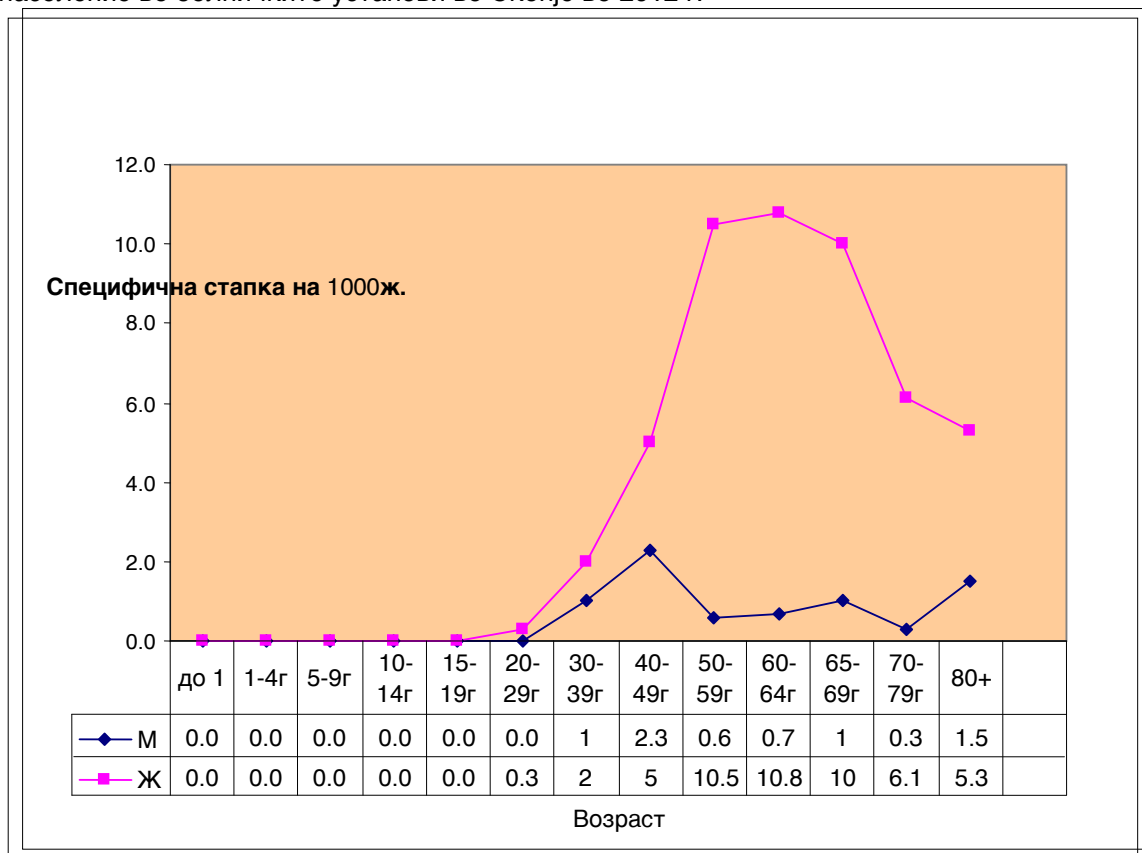 во
во
во 2012 г.
12.0
10.0
Специфична стапка на 1000ж.
8.0
6.0
4.0
2.0
0.0
до 1 1-4г 5-9г 10-14г 15-19г 20-29г 30-39г 40-49г 50-59г 60-64г 65-69г 70-79г 80+
М 0.0 0.0 0.0 0.0 0.0 0.0 1 2.3 0.6 0.7 1 0.3 1.5
Ж 0.0 0.0 0.0 0.0 0.0 0.3 2 5 10.5 10.8 10 6.1 5.3
Возраст